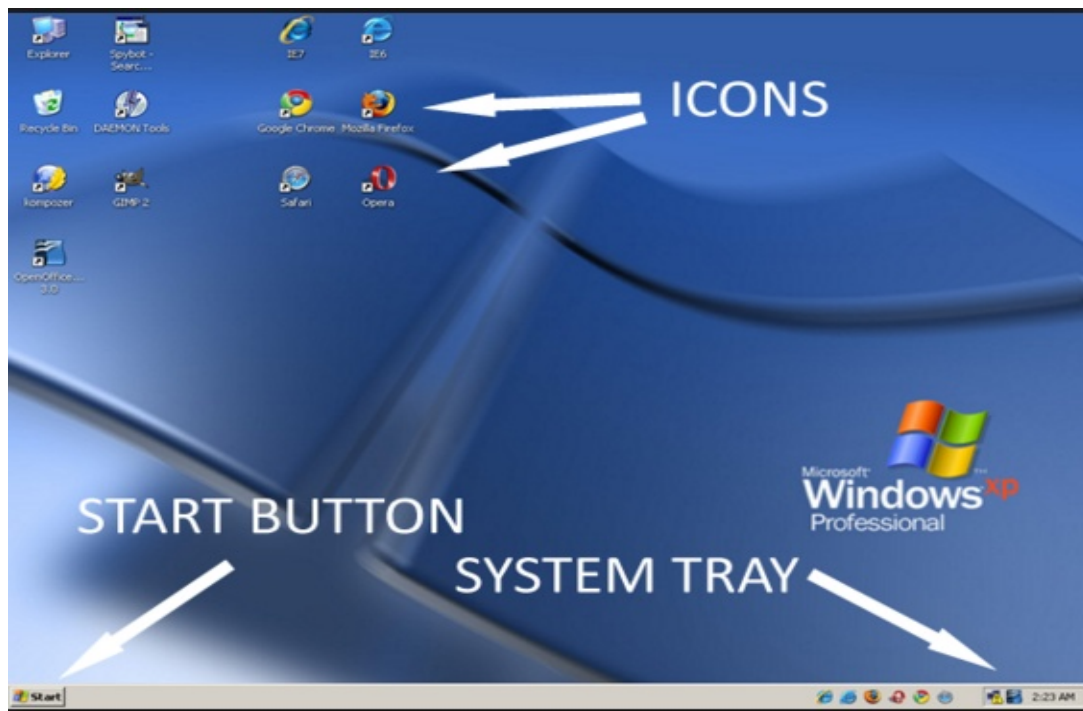 Explorer
Spybot -
Searc...
IE7
IE6
Recycle Bin
DAEMON Tools
Google Chrome
Mozilla Firefox
ICONS
kompozer
GIMP 2
Safari
Opera
OpenOffice....
3.0
Microsoft
Windows xp
Professional
START BUTTON
SYSTEM TRAY
Start
2:23 AM